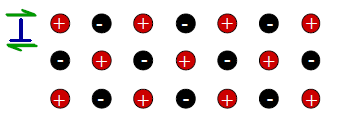 + - + - + - +
- + - + - + -
+ - + - + - +